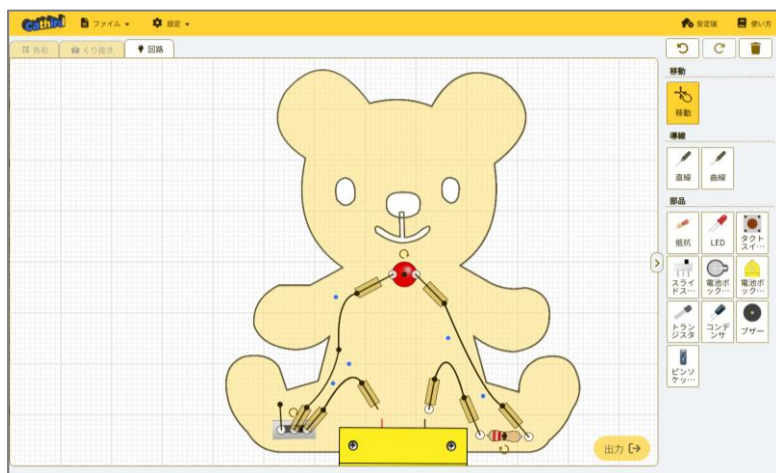 Cuthird
ファイル
設定
安定版
使い方
外形
くり抜き
回路
移動
移動
導線
直線
曲線
部品
抵抗
LED
タクト
スイ…
スライ
ドス…
電池ボ
ック…
電池ボ
ック…
トラン
ジスタ
コンデ
ンサ
ブザー
ピンソ
ケッ…
出力